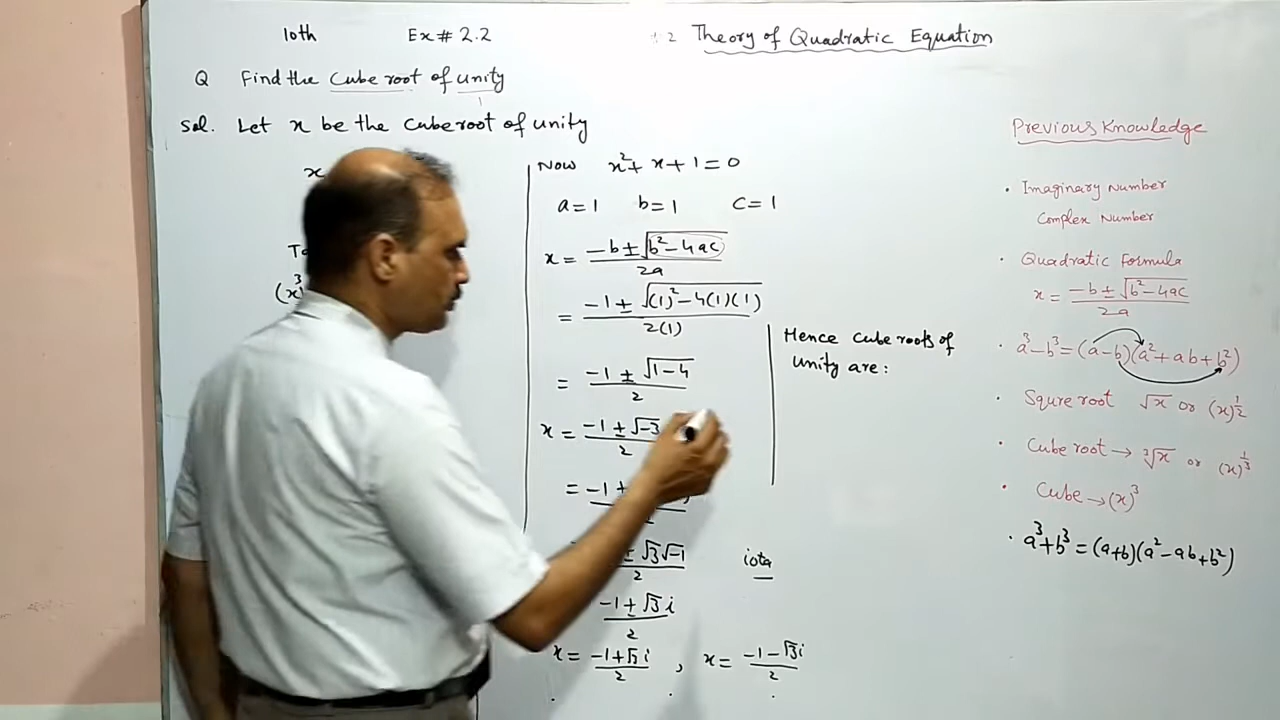 10th Ex# 2.2 2 Theory of Quadratic Equation
Q Find the Cube root of unity
Sol. Let x be the Cube root of unity
x
(x³
Now x²+ x+1=0
a=1 b=1 c=1
x = (-b ± √(b²-4ac))/2a
= (-1 ± √((1)²-4(1)(1)))/2(1)
= (-1 ± √(1-4))/2
x = (-1 ± √-3)/2
= -1 ±
± √3√-1 /2 iota
(-1 ± √3 i)/2
x = (-1+√3 i)/2 , x = (-1-√3 i)/2
Hence Cube roots of
unity are:
Previous Knowledge
· Imaginary Number
Complex Number
· Quadratic Formula
x = (-b ± √(b²-4ac))/2a
· a³-b³=(a-b)(a²+ab+b²)
· Squre root √x or (x)^½
· Cube root → ³√x or (x)^⅓
· Cube → (x)³
· a³+b³=(a+b)(a²-ab+b²)